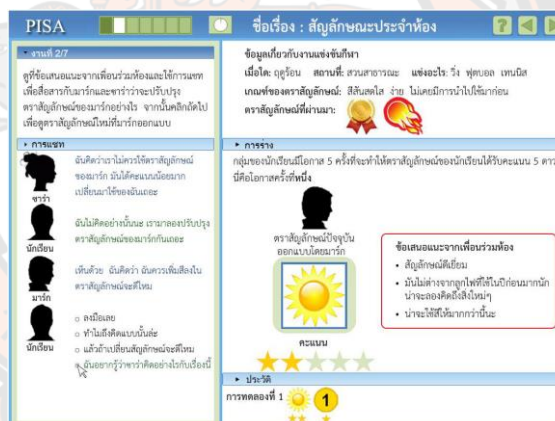 PISA
ชื่อเรื่อง : สัญลักษณะประจำห้อง
?
งานที่ 2/7
ดูที่ข้อเสนอแนะจากเพื่อนร่วมห้องและใช้การแชท
เพื่อสื่อสารกับมาร์กและซาร่าว่าจะปรับปรุง
ตราสัญลักษณ์ของมาร์กอย่างไร จากนั้นคลิกถัดไป
เพื่อดูตราสัญลักษณ์ใหม่ที่มาร์กออกแบบ
การแชท
ฉันคิดว่าเราไม่ควรใช้ตราสัญลักษณ์
ของมาร์ก มันได้คะแนนน้อยมาก
เปลี่ยนมาใช้ของฉันเถอะ
ซาร่า
ฉันไม่คิดอย่างนั้นนะ เรามาลองปรับปรุง
ตราสัญลักษณ์ของมาร์กกันเถอะ
นักเรียน
เห็นด้วย ฉันคิดว่า ฉันควรเพิ่มสีลงใน
ตราสัญลักษณ์จะดีไหม
มาร์ก
ลงมือเลย
ทำไมถึงคิดแบบนั้นล่ะ
แล้วถ้าเปลี่ยนสัญลักษณ์จะดีไหม
ฉันอยากรู้ว่าซาร่าคิดอย่างไรกับเรื่องนี้
นักเรียน
ข้อมูลเกี่ยวกับงานแข่งขันกีฬา
เมื่อใด: ฤดูร้อน สถานที่: สวนสาธารณะ แข่งอะไร: วิ่ง ฟุตบอล เทนนิส
เกณฑ์ของตราสัญลักษณ์: สีสันสดใส ง่าย ไม่เคยมีการนำไปใช้มาก่อน
ตราสัญลักษณ์ที่ผ่านมา:
การร่าง
กลุ่มของนักเรียนมีโอกาส 5 ครั้งที่จะทำให้ตราสัญลักษณ์ของนักเรียนได้รับคะแนน 5 ดาว
นี่คือโอกาสครั้งที่หนึ่ง
ตราสัญลักษณ์ปัจจุบัน
ออกแบบโดยมาร์ก
คะแนน
ข้อเสนอแนะจากเพื่อนร่วมห้อง
• สัญลักษณ์ดีเยี่ยม
• มันไม่ต่างจากลูกไฟที่ใช้ในปีก่อนมากนัก
น่าจะลองคิดถึงสิ่งใหม่ๆ
• น่าจะใช้สีให้มากกว่านี้นะ
ประวัติ
การทดลองที่ 1
1